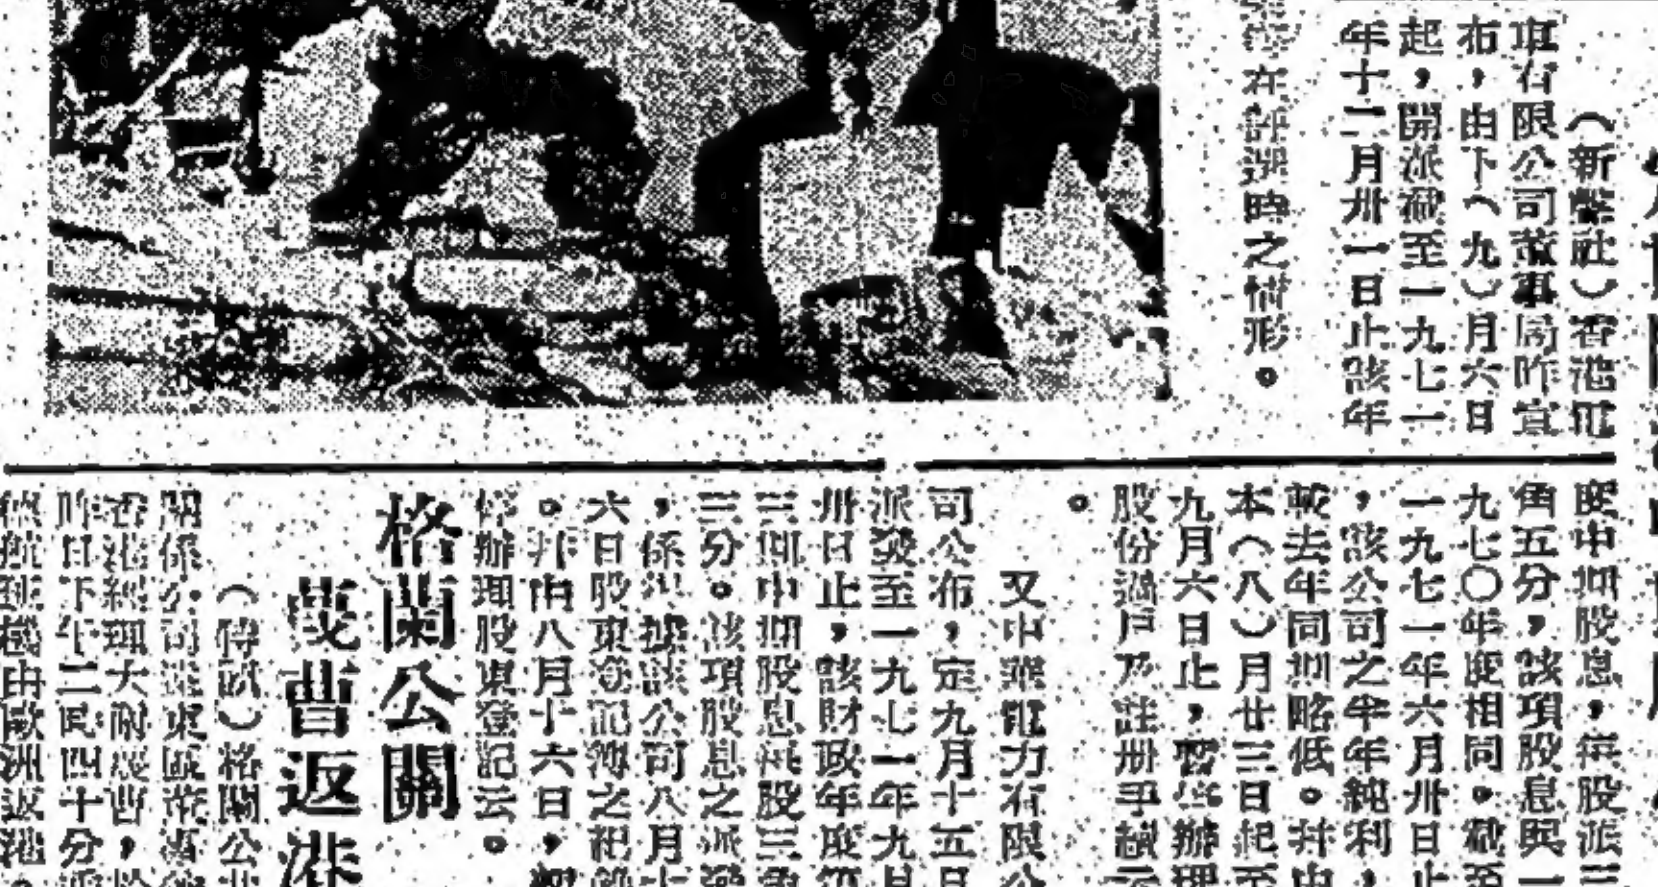 （新聲社）香港電
車有限公司董事局昨宣
布，由下（九）月六日
起，開派截至一九七一
年十二月卅一日止該年
在評選時之情形。
度中期股息，每股派三
角五分，該項股息與一
九七〇年度相同。截至
一九七一年六月卅日止
，該公司之半年純利，
較去年同期略低。并由
本（八）月廿三日起至
九月六日止，暫停辦理
股份過戶及註冊手續云
。
又中華電力有限公
司公布，定九月十五日
派發至一九七一年九月
卅日止，該財政年度第
三期中期股息每股三角
三分。該項股息之派發
，係根據該公司八月十
六日股東登記簿之紀錄
。并由八月十六日，
停辦理股東登記云。
格蘭公關
戞曹返港
（特訊）格蘭公共
關係公司遠東區
香港經理大衛戞曹，
昨日下午二時四十分乘
航班機由歐洲返港。